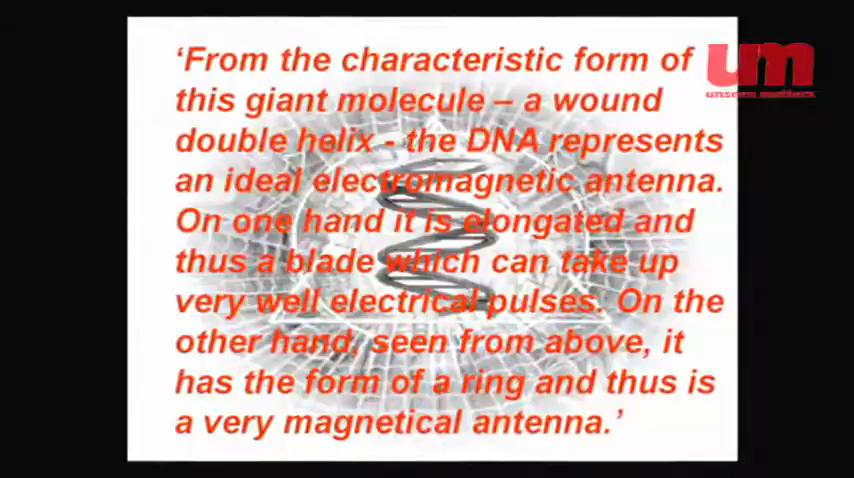 ‘From the characteristic form of
this giant molecule – a wound
double helix - the DNA represents
an ideal electromagnetic antenna.
On one hand it is elongated and
thus a blade which can take up
very well electrical pulses. On the
other hand, seen from above, it
has the form of a ring and thus is
a very magnetical antenna.’
um